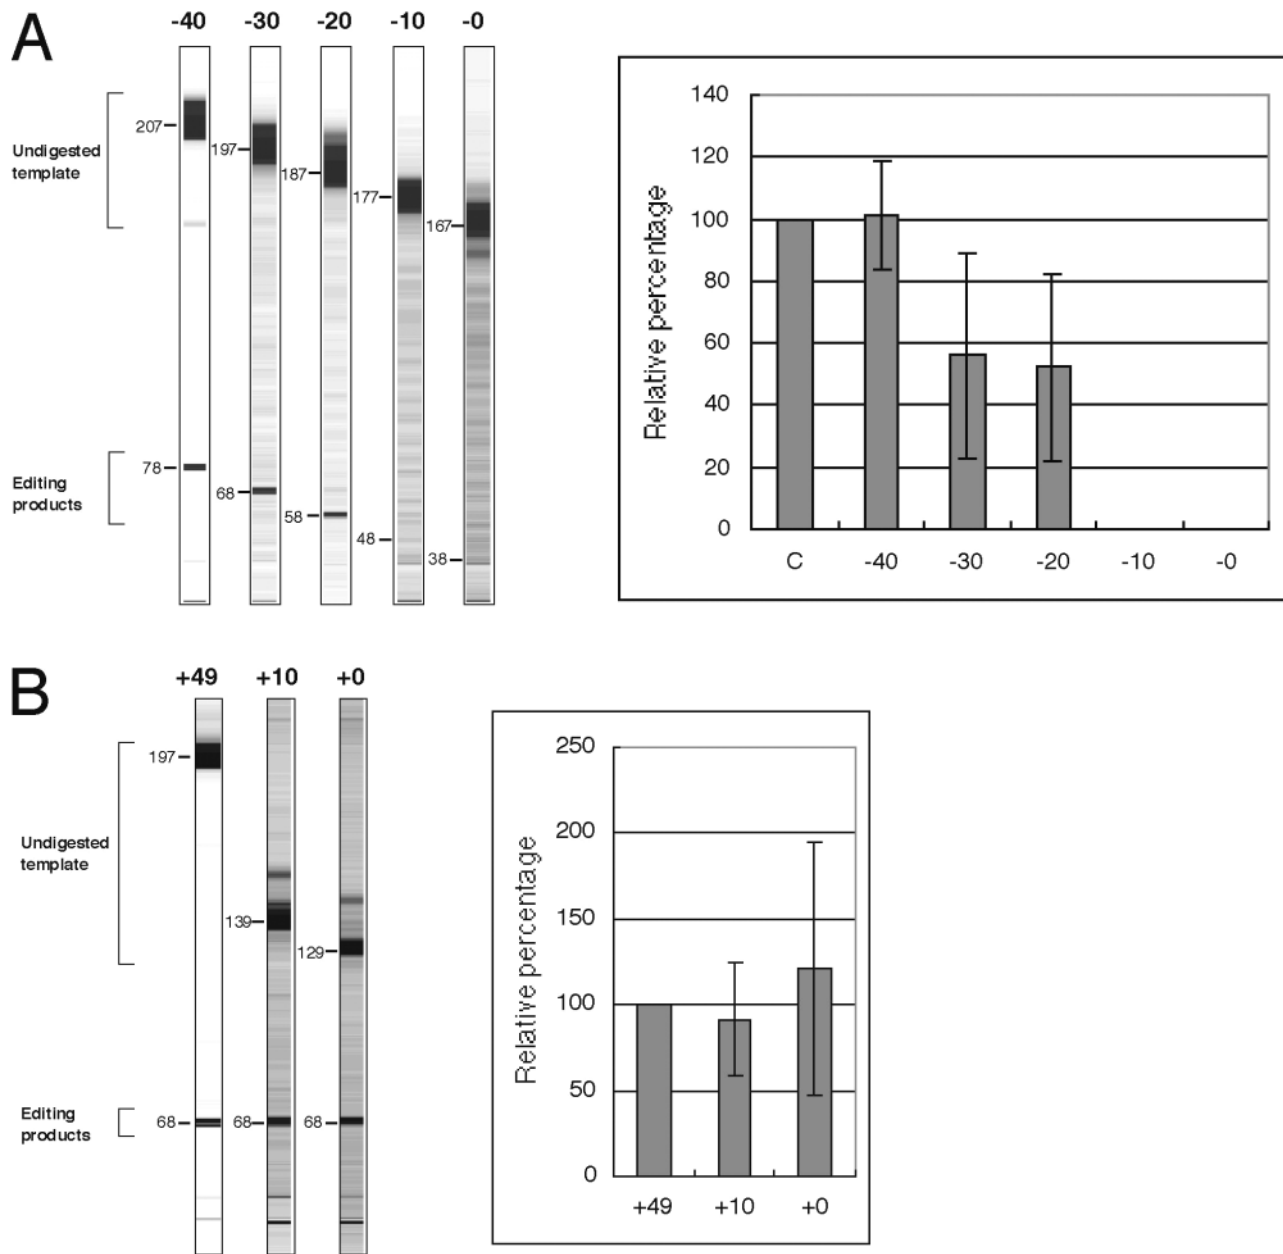 A
-40 -30 -20 -10 -0
Undigested
template
207
197
187
177
167
Editing
products
78
68
58
48
38
Relative percentage
140
120
100
80
60
40
20
0
C -40 -30 -20 -10 -0
B
+49 +10 +0
Undigested
template
197
139
129
Editing
products
68 68 68
Relative percentage
250
200
150
100
50
0
+49 +10 +0